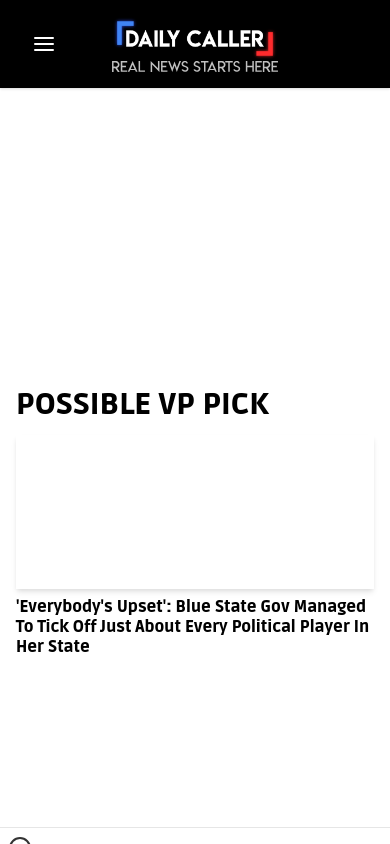 DAILY CALLER
REAL NEWS STARTS HERE
POSSIBLE VP PICK
'Everybody's Upset': Blue State Gov Managed
To Tick Off Just About Every Political Player In
Her State